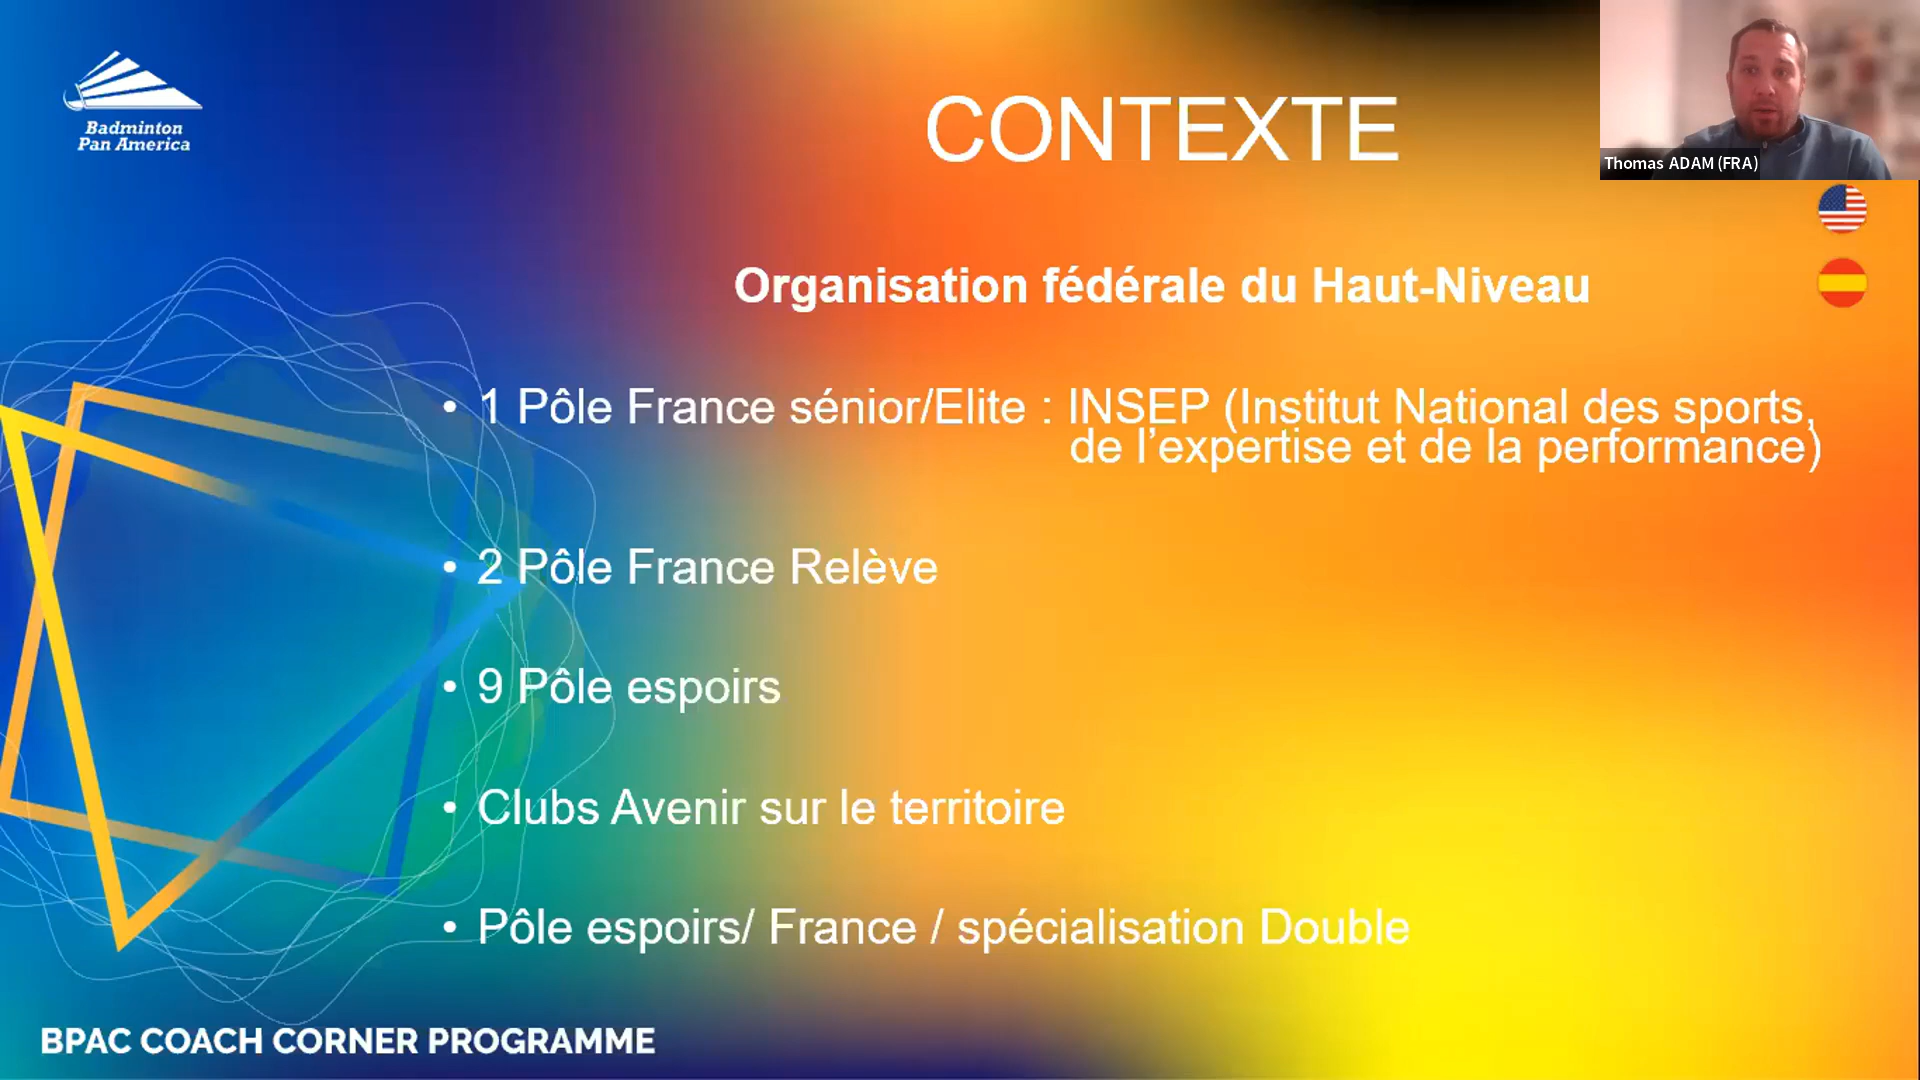 Badminton
Pan America
CONTEXTE
Thomas ADAM (FRA)
Organisation fédérale du Haut-Niveau
• 1 Pôle France sénior/Elite : INSEP (Institut National des sports,
de l’expertise et de la performance)
• 2 Pôle France Relève
• 9 Pôle espoirs
• Clubs Avenir sur le territoire
• Pôle espoirs/ France / spécialisation Double
BPAC COACH CORNER PROGRAMME